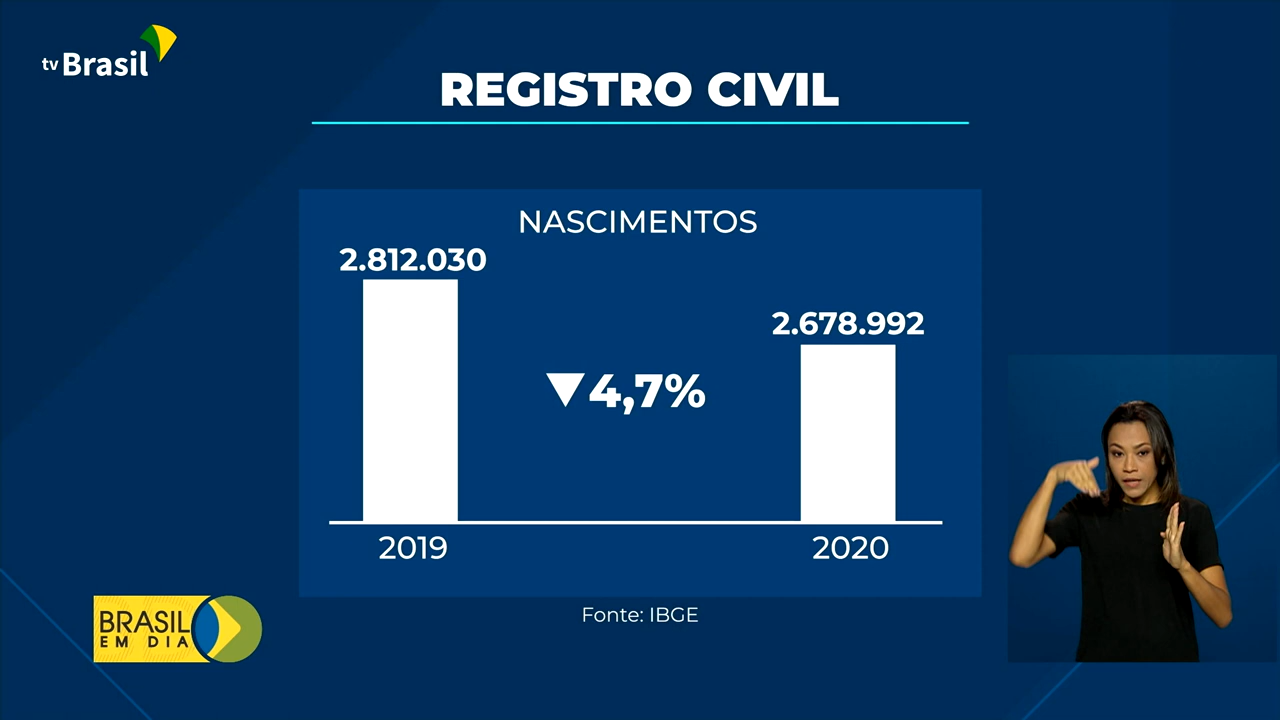 tv Brasil
REGISTRO CIVIL
NASCIMENTOS
2.812.030
2.678.992
▼4,7%
2019
2020
Fonte: IBGE
BRASIL
EM DIA